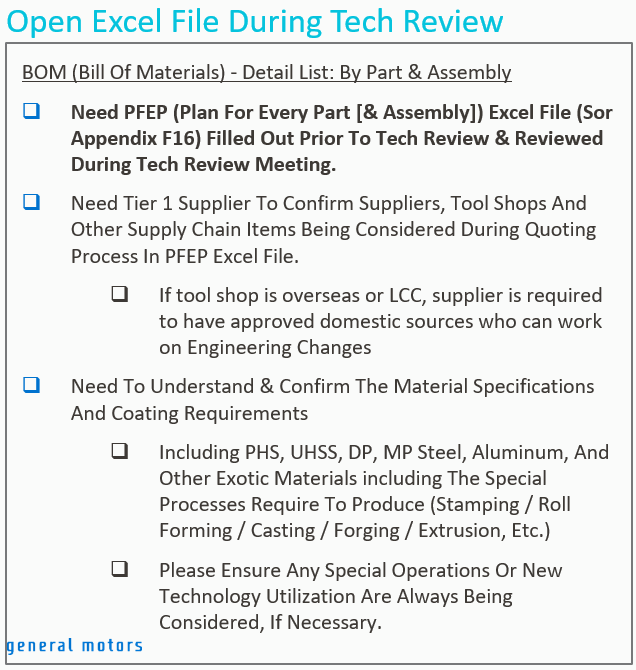 Open Excel File During Tech Review
BOM (Bill Of Materials) - Detail List: By Part & Assembly
Need PFEP (Plan For Every Part [& Assembly]) Excel File (Sor
Appendix F16) Filled Out Prior To Tech Review & Reviewed
During Tech Review Meeting.
Need Tier 1 Supplier To Confirm Suppliers, Tool Shops And
Other Supply Chain Items Being Considered During Quoting
Process In PFEP Excel File.
If tool shop is overseas or LCC, supplier is required
to have approved domestic sources who can work
on Engineering Changes
Need To Understand & Confirm The Material Specifications
And Coating Requirements
Including PHS, UHSS, DP, MP Steel, Aluminum, And
Other Exotic Materials including The Special
Processes Require To Produce (Stamping / Roll
Forming / Casting / Forging / Extrusion, Etc.)
Please Ensure Any Special Operations Or New
Technology Utilization Are Always Being
Considered, If Necessary.
general motors